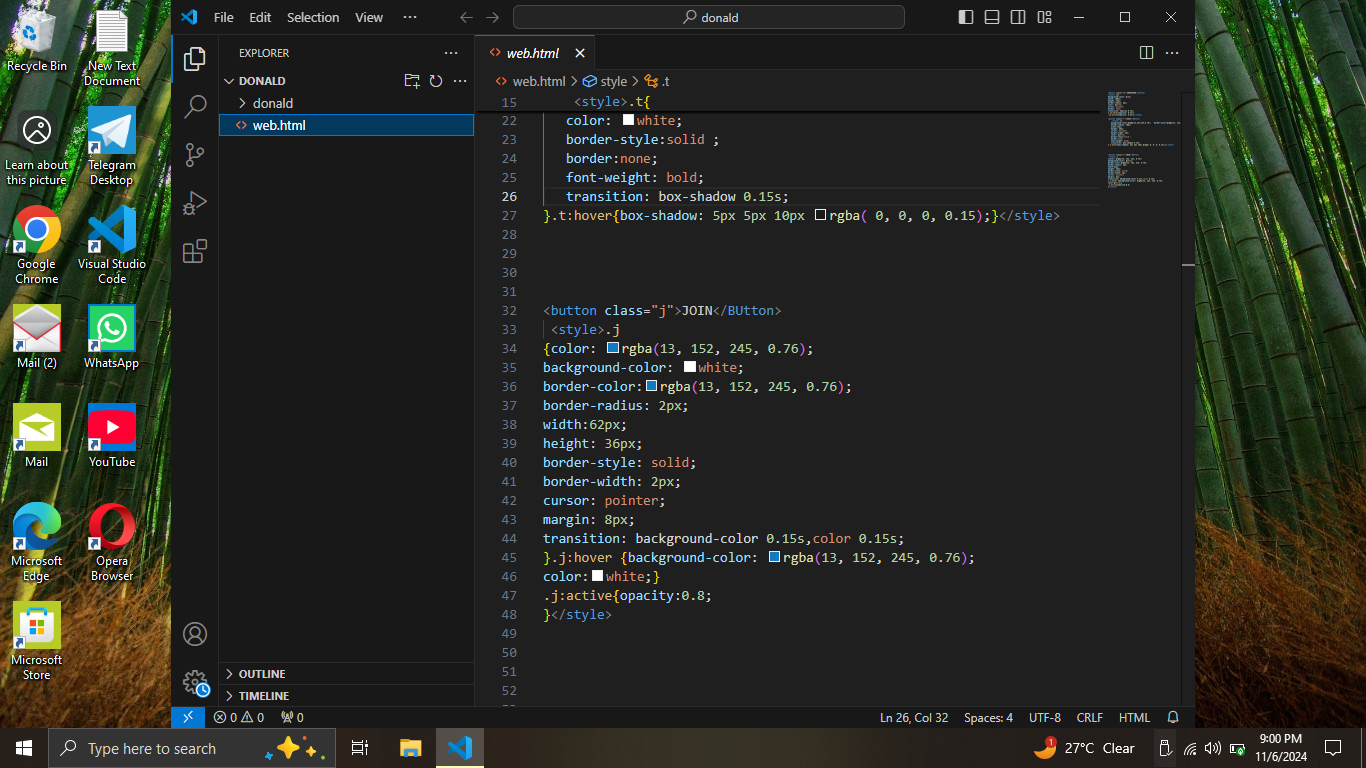 Recycle Bin
New Text Document
Learn about this picture
Telegram Desktop
Google Chrome
Visual Studio Code
Mail (2)
WhatsApp
Mail
YouTube
Microsoft Edge
Opera Browser
Microsoft Store
File Edit Selection View ···
donald
EXPLORER
DONALD
donald
web.html
OUTLINE
TIMELINE
web.html
web.html > style > .t
15 <style>.t{
22 color: white;
23 border-style:solid ;
24 border:none;
25 font-weight: bold;
26 transition: box-shadow 0.15s;
27 }.t:hover{box-shadow: 5px 5px 10px rgba( 0, 0, 0, 0.15);}</style>
28
29
30
31
32 <button class="j">JOIN</BUtton>
33 <style>.j
34 {color: rgba(13, 152, 245, 0.76);
35 background-color: white;
36 border-color: rgba(13, 152, 245, 0.76);
37 border-radius: 2px;
38 width:62px;
39 height: 36px;
40 border-style: solid;
41 border-width: 2px;
42 cursor: pointer;
43 margin: 8px;
44 transition: background-color 0.15s,color 0.15s;
45 }.j:hover {background-color: rgba(13, 152, 245, 0.76);
46 color: white;}
47 .j:active{opacity:0.8;
48 }</style>
49
50
51
52
0 0 0
Ln 26, Col 32 Spaces: 4 UTF-8 CRLF HTML
Type here to search
1
27°C Clear
9:00 PM
11/6/2024